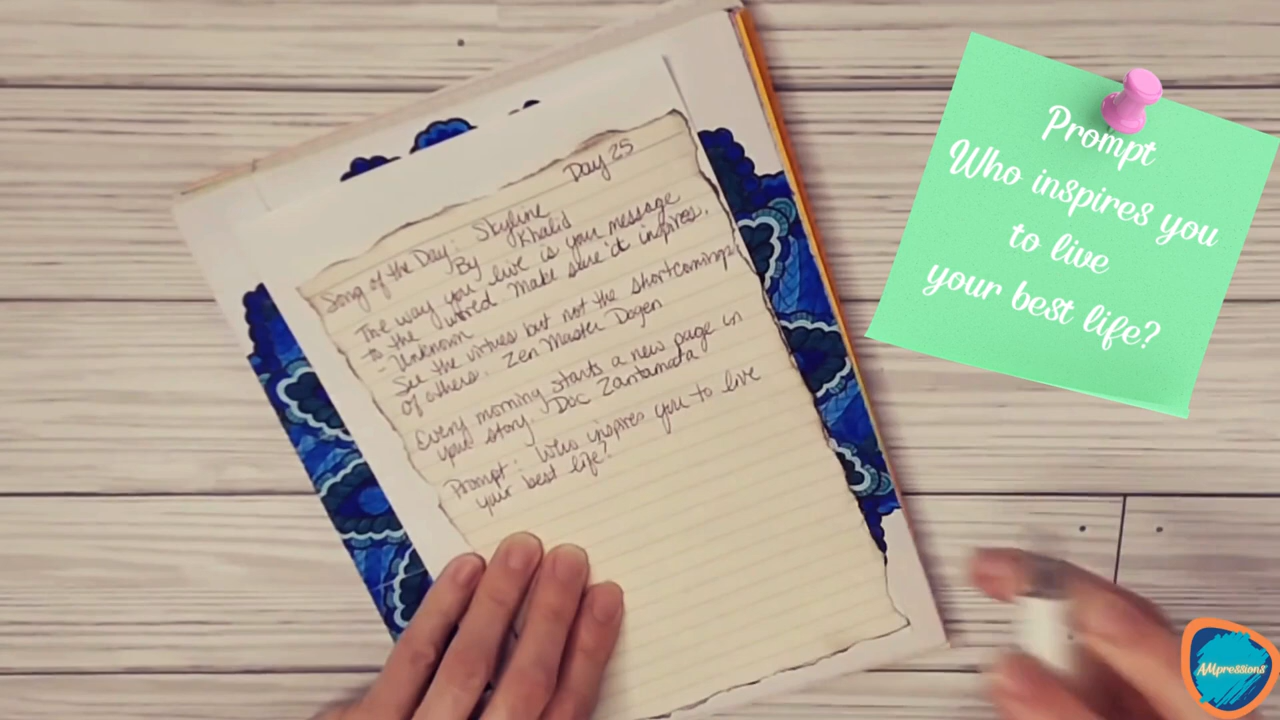 Day 25
Song of the Day: Skyline
By Khalid
The way you live is your message
to the world Make sure it inspires.
- Unknown
See the virtues but not the shortcomings
of others. Zen Master Dogen
Every morning starts a new page in
your story. Doc Zantamata
Prompt: Who inspires you to live
your best life?
Prompt
Who inspires you
to live
your best life?
AMpressions